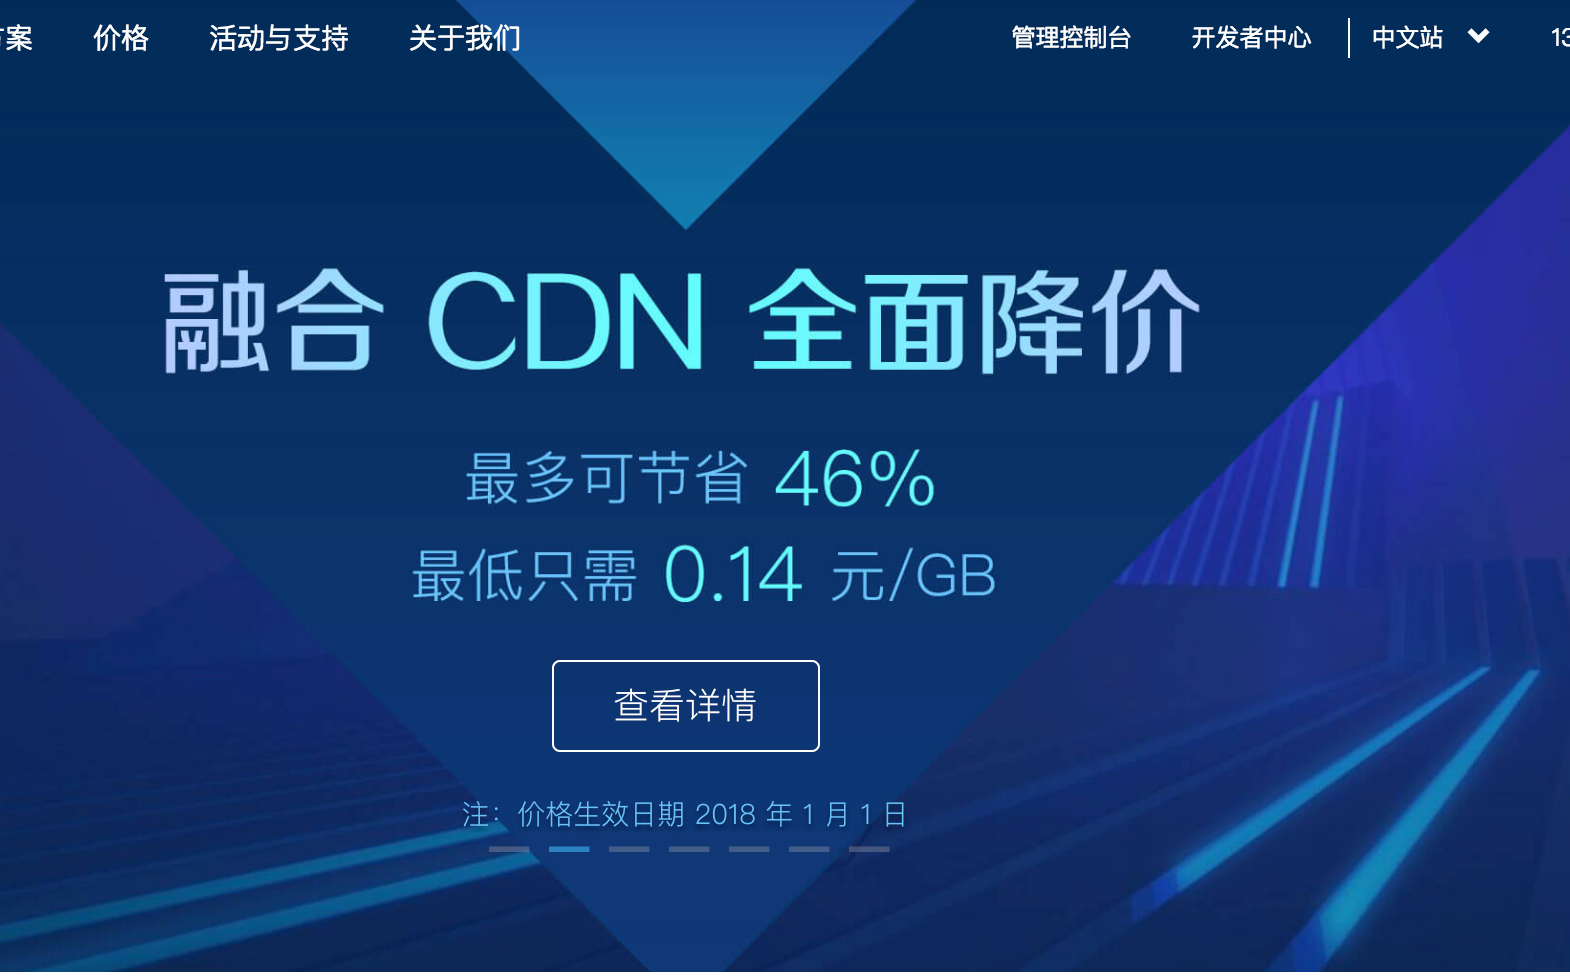 案 价格 活动与支持 关于我们 管理控制台 开发者中心 中文站 13
融合 CDN 全面降价
最多可节省 46%
最低只需 0.14 元/GB
查看详情
注：价格生效日期 2018 年 1 月 1 日